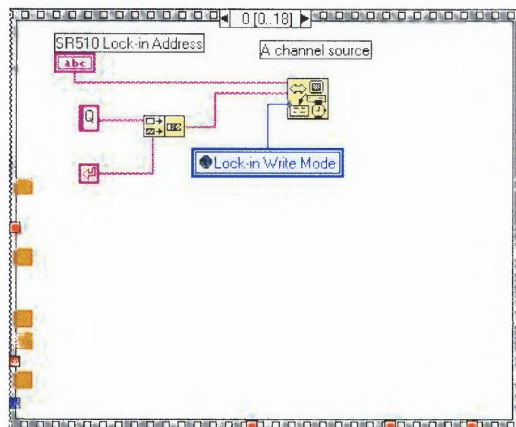 0 [0..18]
SR510 Lock-in Address
A channel source
abc
Q
Lock-in Write Mode